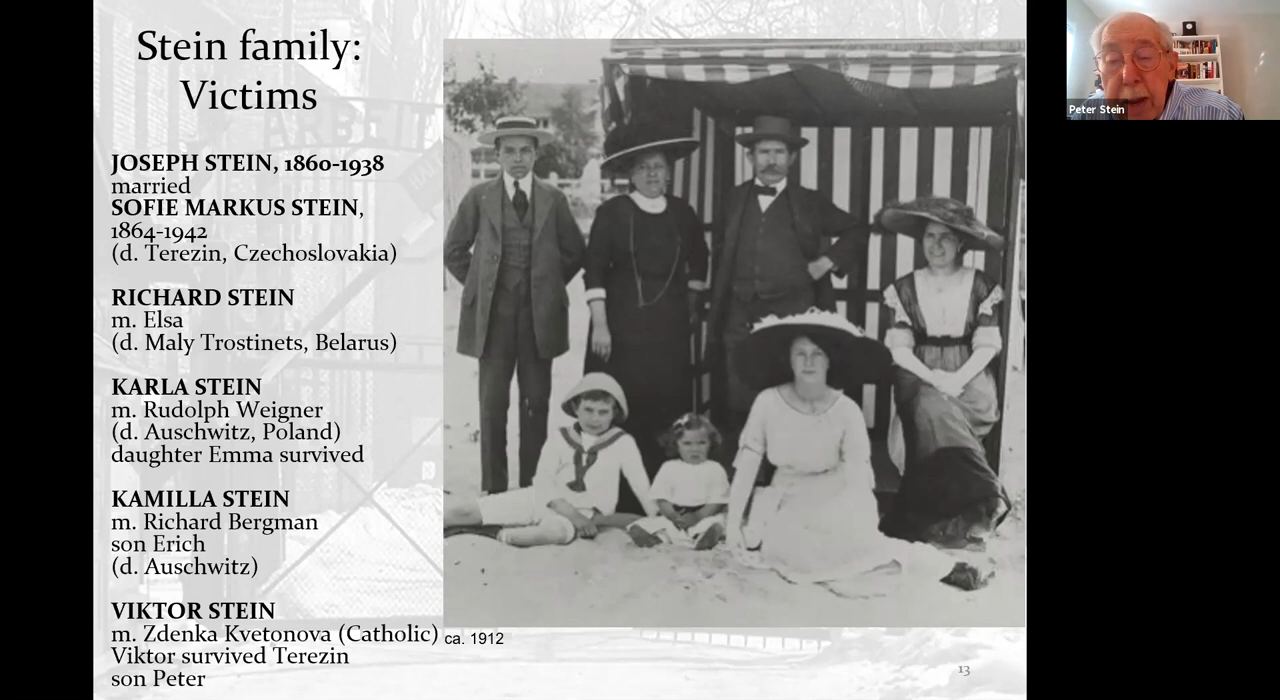 Stein family:
Victims
JOSEPH STEIN, 1860-1938
married
SOFIE MARKUS STEIN,
1864-1942
(d. Terezin, Czechoslovakia)
RICHARD STEIN
m. Elsa
(d. Maly Trostinets, Belarus)
KARLA STEIN
m. Rudolph Weigner
(d. Auschwitz, Poland)
daughter Emma survived
KAMILLA STEIN
m. Richard Bergman
son Erich
(d. Auschwitz)
VIKTOR STEIN
m. Zdenka Kvetonova (Catholic)
Viktor survived Terezin
son Peter
ca. 1912
13
Peter Stein